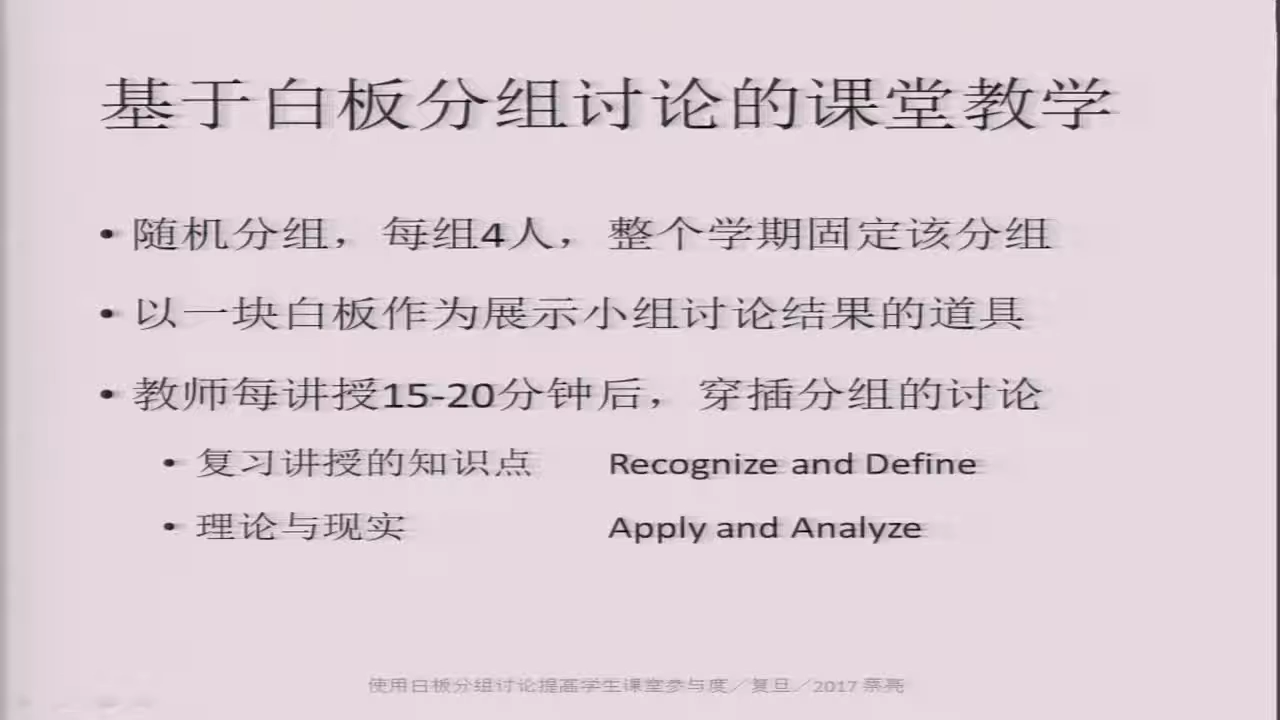 基于白板分组讨论的课堂教学
• 随机分组，每组4人，整个学期固定该分组
• 以一块白板作为展示小组讨论结果的道具
• 教师每讲授15-20分钟后，穿插分组的讨论
• 复习讲授的知识点 Recognize and Define
• 理论与现实 Apply and Analyze
使用白板分组讨论提高学生课堂参与度／复旦／2017 蔡亮